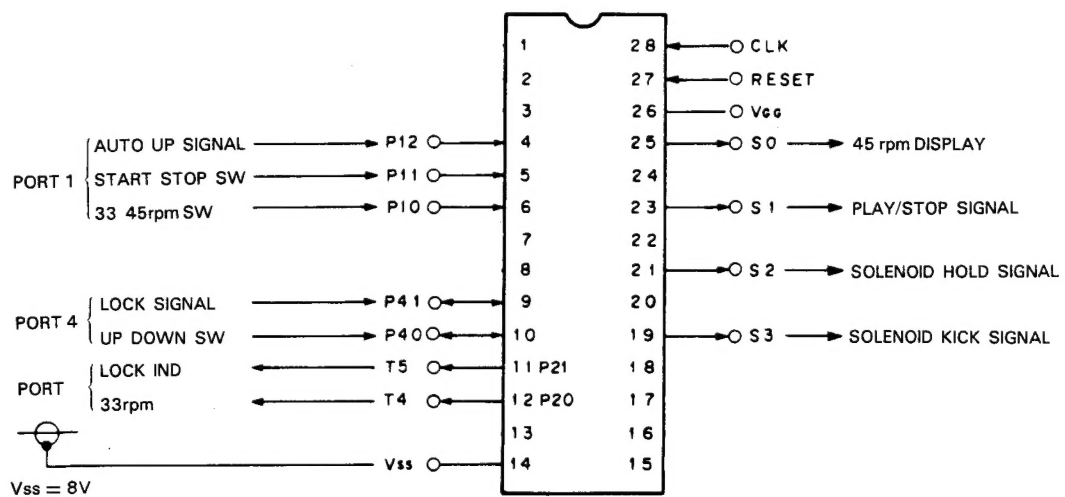 1 28 CLK
2 27 RESET
3 26 VGG
AUTO UP SIGNAL P12 4 25 S0 45 rpm DISPLAY
PORT 1 START STOP SW P11 5 24
33 45rpm SW P10 6 23 S1 PLAY/STOP SIGNAL
7 22
8 21 S2 SOLENOID HOLD SIGNAL
PORT 4 LOCK SIGNAL P41 9 20
UP DOWN SW P40 10 19 S3 SOLENOID KICK SIGNAL
PORT LOCK IND T5 11 P21 18
33rpm T4 12 P20 17
13 16
Vss 14 15
Vss = 8V